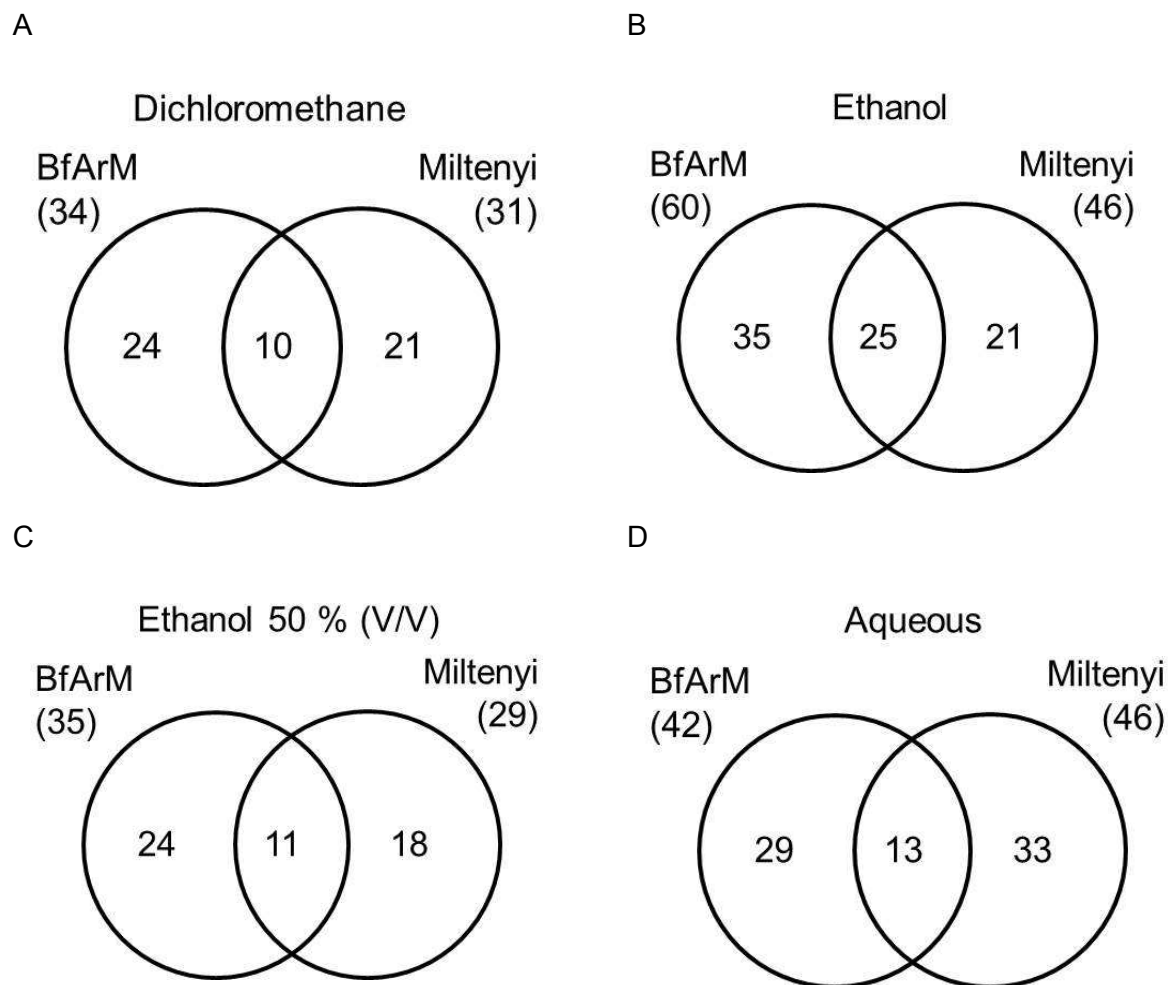 A
Dichloromethane
BfArM
(34)
Miltenyi
(31)
24
10
21
B
Ethanol
BfArM
(60)
Miltenyi
(46)
35
25
21
C
Ethanol 50 % (V/V)
BfArM
(35)
Miltenyi
(29)
24
11
18
D
Aqueous
BfArM
(42)
Miltenyi
(46)
29
13
33